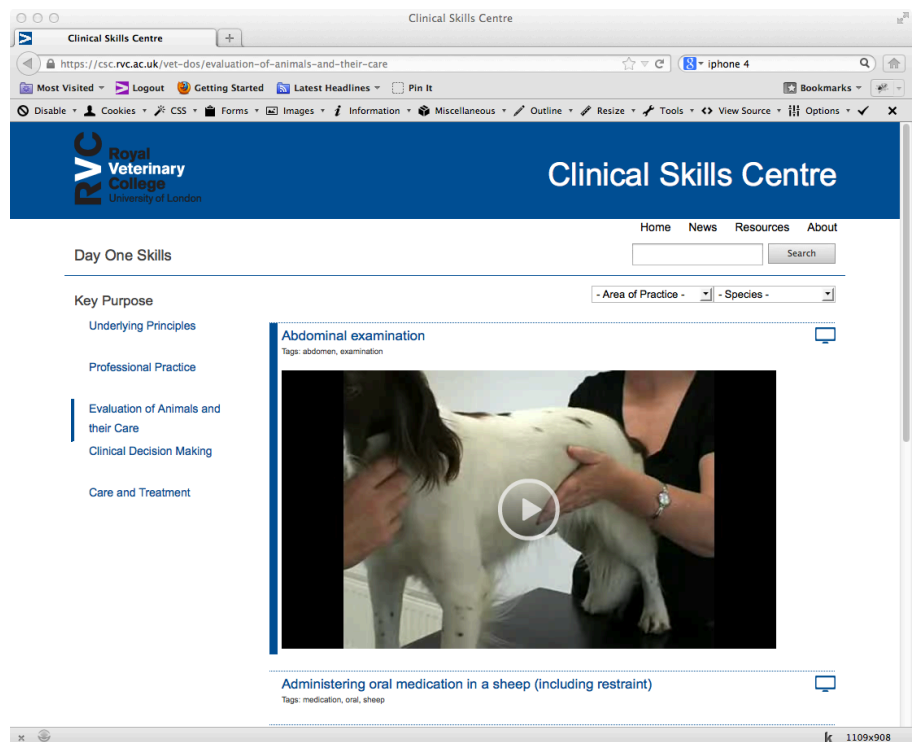 Clinical Skills Centre
Clinical Skills Centre
https://csc.rvc.ac.uk/vet-dos/evaluation-of-animals-and-their-care
iphone 4
Most Visited Logout Getting Started Latest Headlines Pin It Bookmarks
Disable Cookies CSS Forms Images Information Miscellaneous Outline Resize Tools View Source Options
RVC
Royal
Veterinary
College
University of London
Clinical Skills Centre
Home News Resources About
Day One Skills
Search
- Area of Practice - - Species -
Key Purpose
Underlying Principles
Professional Practice
Evaluation of Animals and
their Care
Clinical Decision Making
Care and Treatment
Abdominal examination
Tags: abdomen, examination
Administering oral medication in a sheep (including restraint)
Tags: medication, oral, sheep
1109x908